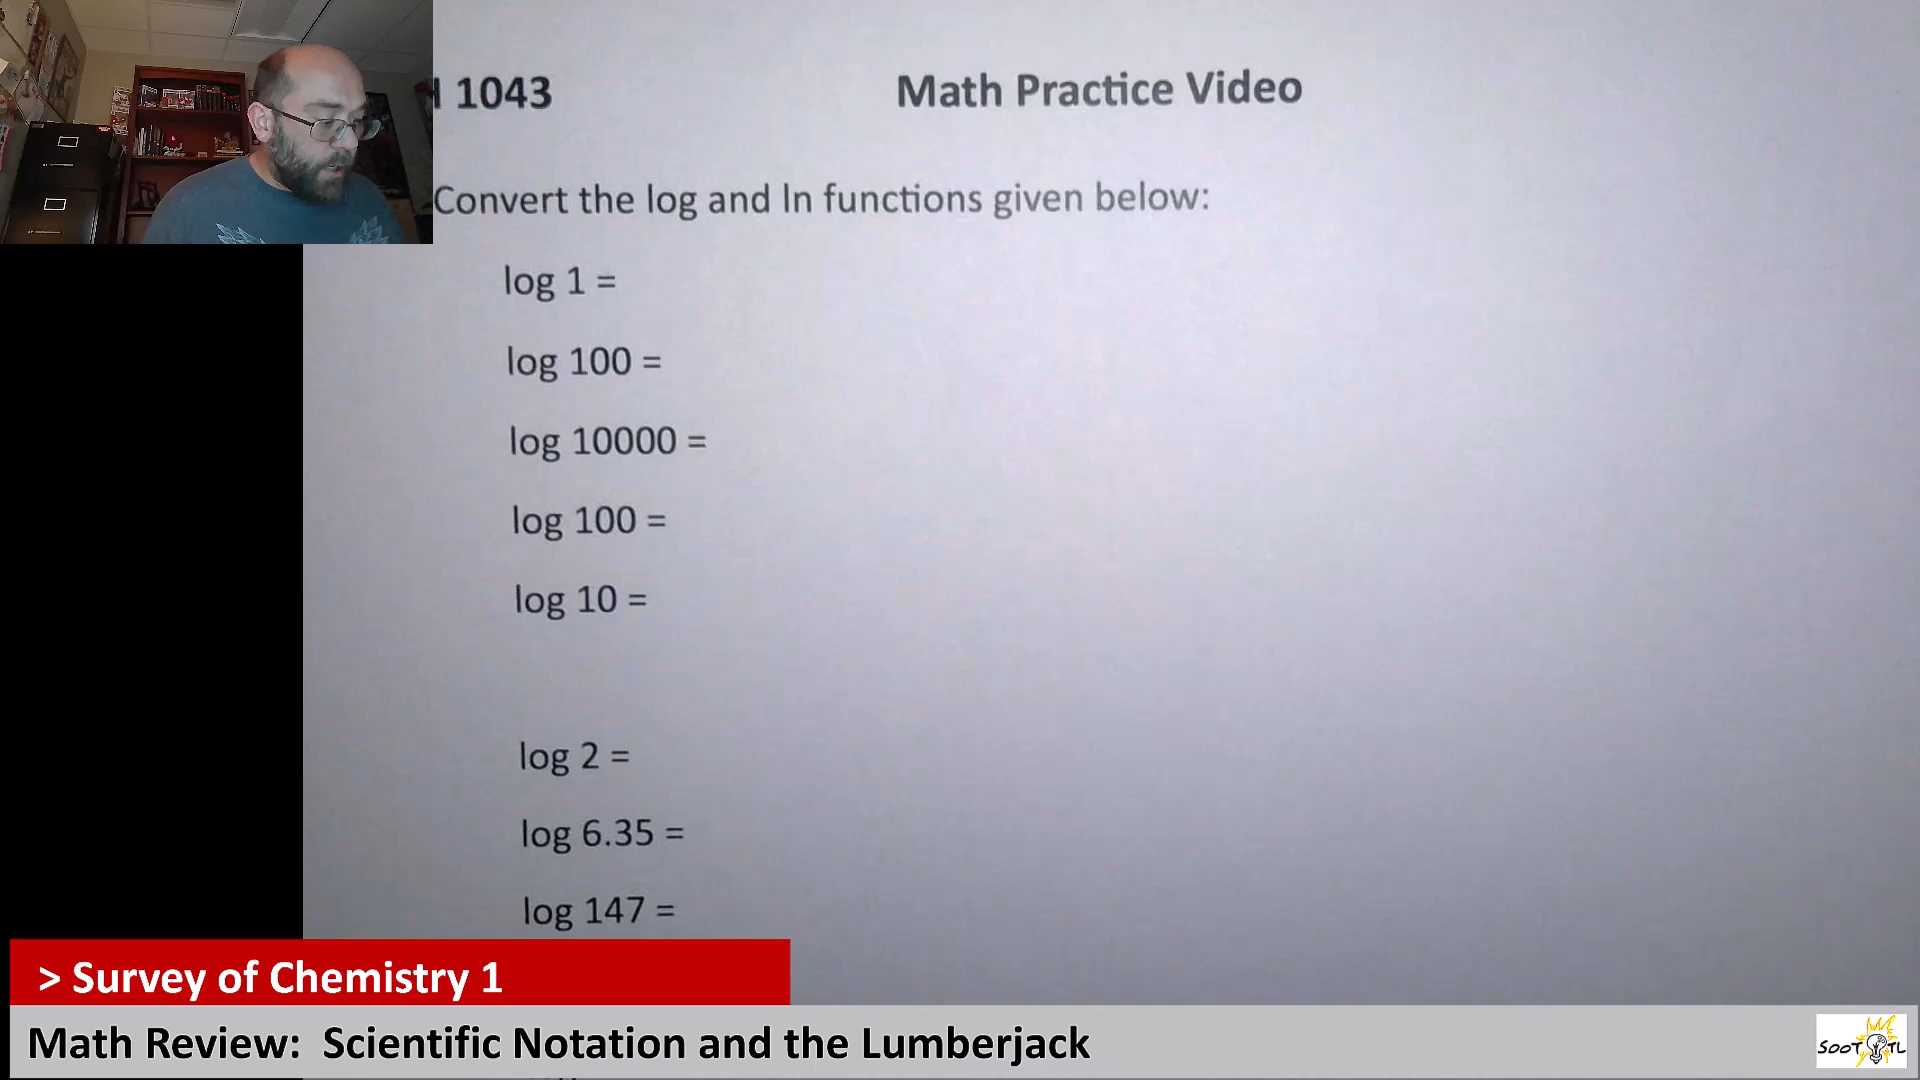 1043
Math Practice Video
Convert the log and ln functions given below:
log 1 =
log 100 =
log 10000 =
log 100 =
log 10 =
log 2 =
log 6.35 =
log 147 =
> Survey of Chemistry 1
Math Review: Scientific Notation and the Lumberjack
SooT TL